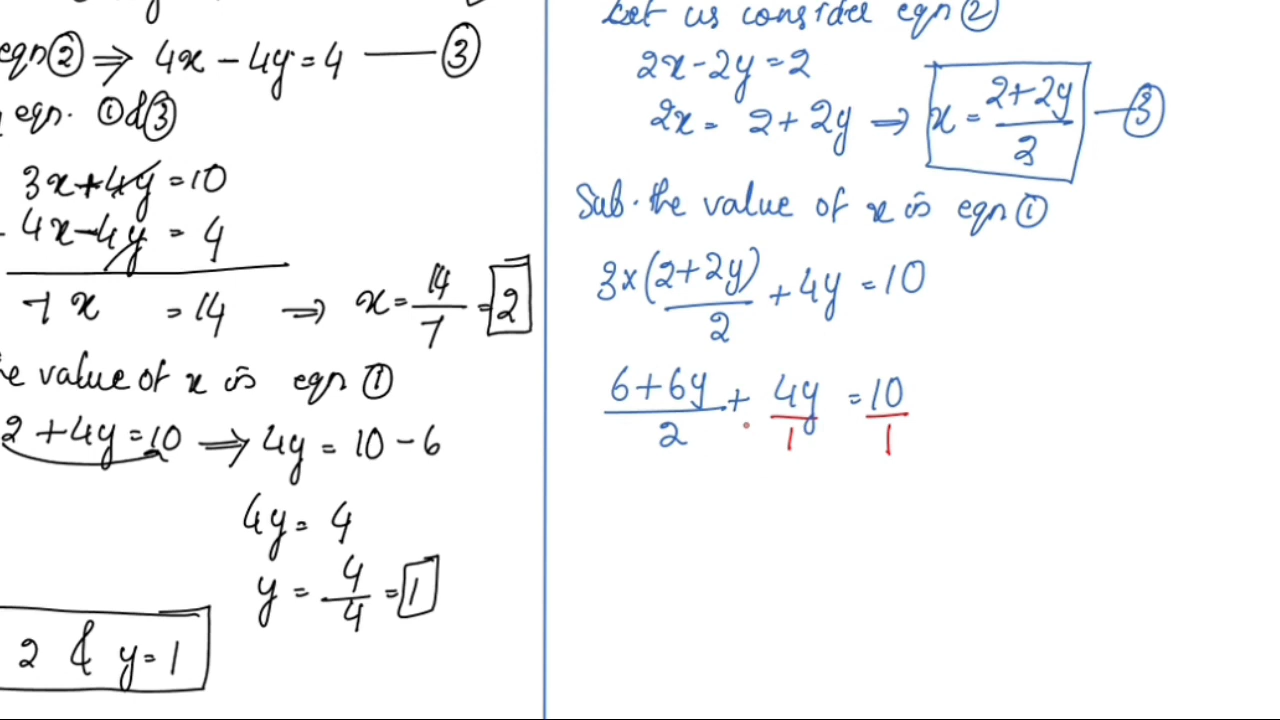 eqn② ⇒ 4x - 4y = 4 —— ③
eqn. ① & ③
3x + 4y = 10
4x - 4y = 4
7x = 14 ⇒ x = 14/7 = 2
value of x in eqn ①
2 + 4y = 10 ⇒ 4y = 10 - 6
4y = 4
y = 4/4 = 1
2 & y = 1
Let us consider eqn ②
2x - 2y = 2
2x = 2 + 2y ⇒ x = (2+2y)/2 — ③
Sub. the value of x in eqn ①
3 × (2+2y)/2 + 4y = 10
(6+6y)/2 + 4y/1 = 10/1